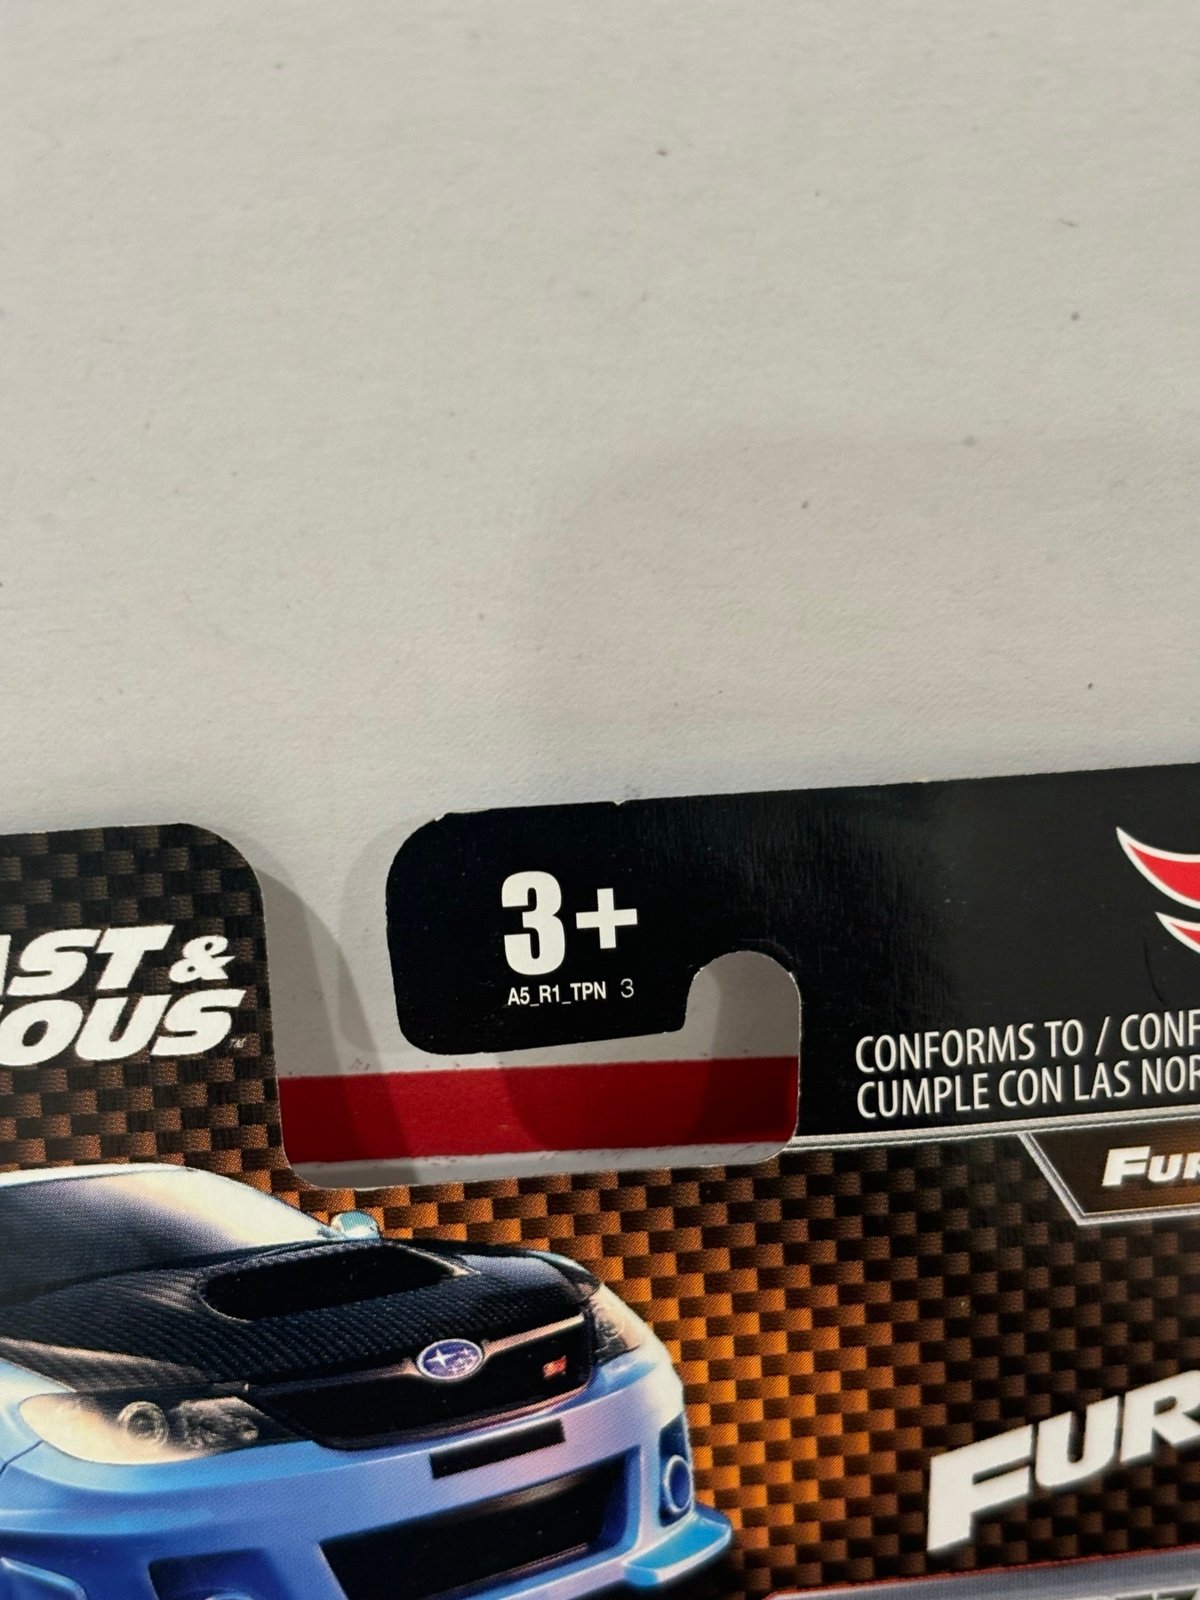 AST &
OUS
3+
A5_R1_TPN 3
CONFORMS TO / CONF
CUMPLE CON LAS NOR
FUR
FUR